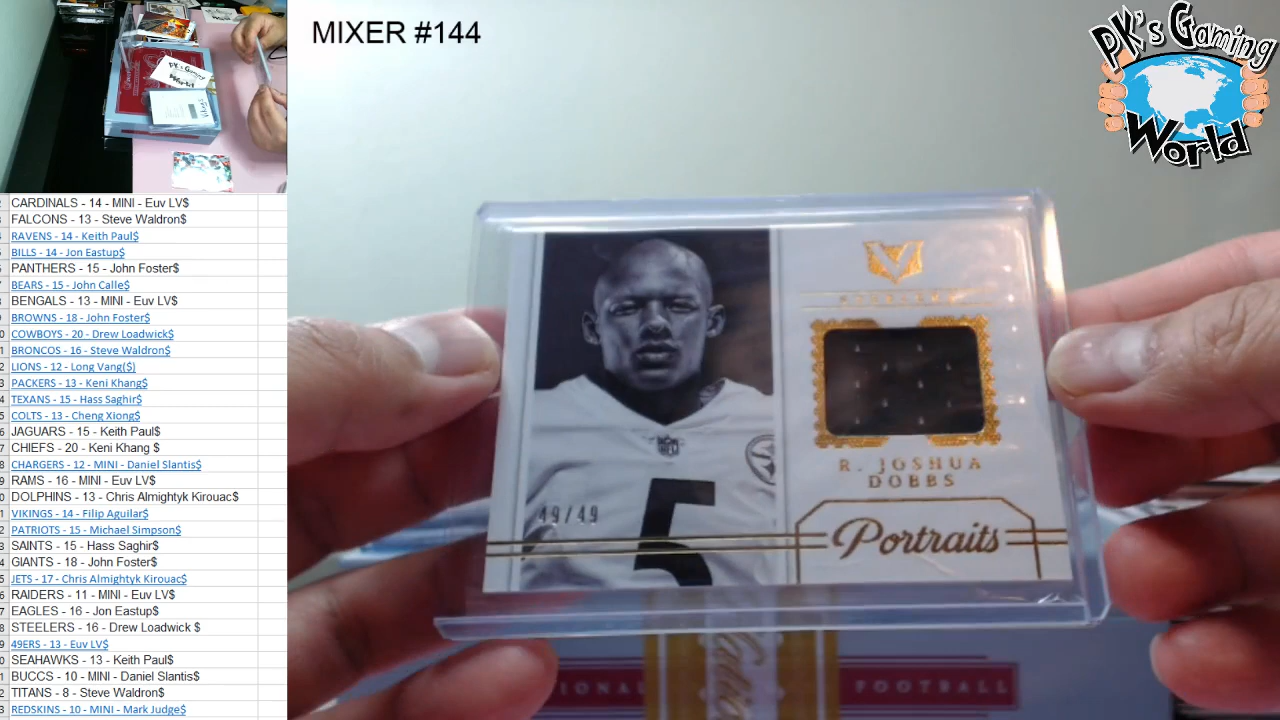 MIXER #144
PK's Gaming
World
PK's Gaming
World
CARDINALS - 14 - MINI - Euv LV$
FALCONS - 13 - Steve Waldron$
RAVENS - 14 - Keith Paul$
BILLS - 14 - Jon Eastup$
PANTHERS - 15 - John Foster$
BEARS - 15 - John Calle$
BENGALS - 13 - MINI - Euv LV$
BROWNS - 18 - John Foster$
COWBOYS - 20 - Drew Loadwick$
BRONCOS - 16 - Steve Waldron$
LIONS - 12 - Long Vang($)
PACKERS - 13 - Keni Khang$
TEXANS - 15 - Hass Saghir$
COLTS - 13 - Cheng Xiong$
JAGUARS - 15 - Keith Paul$
CHIEFS - 20 - Keni Khang $
CHARGERS - 12 - MINI - Daniel Slantis$
RAMS - 16 - MINI - Euv LV$
DOLPHINS - 13 - Chris Almightyk Kirouac$
VIKINGS - 14 - Filip Aguilar$
PATRIOTS - 15 - Michael Simpson$
SAINTS - 15 - Hass Saghir$
GIANTS - 18 - John Foster$
JETS - 17 - Chris Almightyk Kirouac$
RAIDERS - 11 - MINI - Euv LV$
EAGLES - 16 - Jon Eastup$
STEELERS - 16 - Drew Loadwick $
49ERS - 13 - Euv LV$
SEAHAWKS - 13 - Keith Paul$
BUCCS - 10 - MINI - Daniel Slantis$
TITANS - 8 - Steve Waldron$
REDSKINS - 10 - MINI - Mark Judge$
V
NFL
5
49/49
R. JOSHUA
DOBBS
Portraits
FOOTBALL